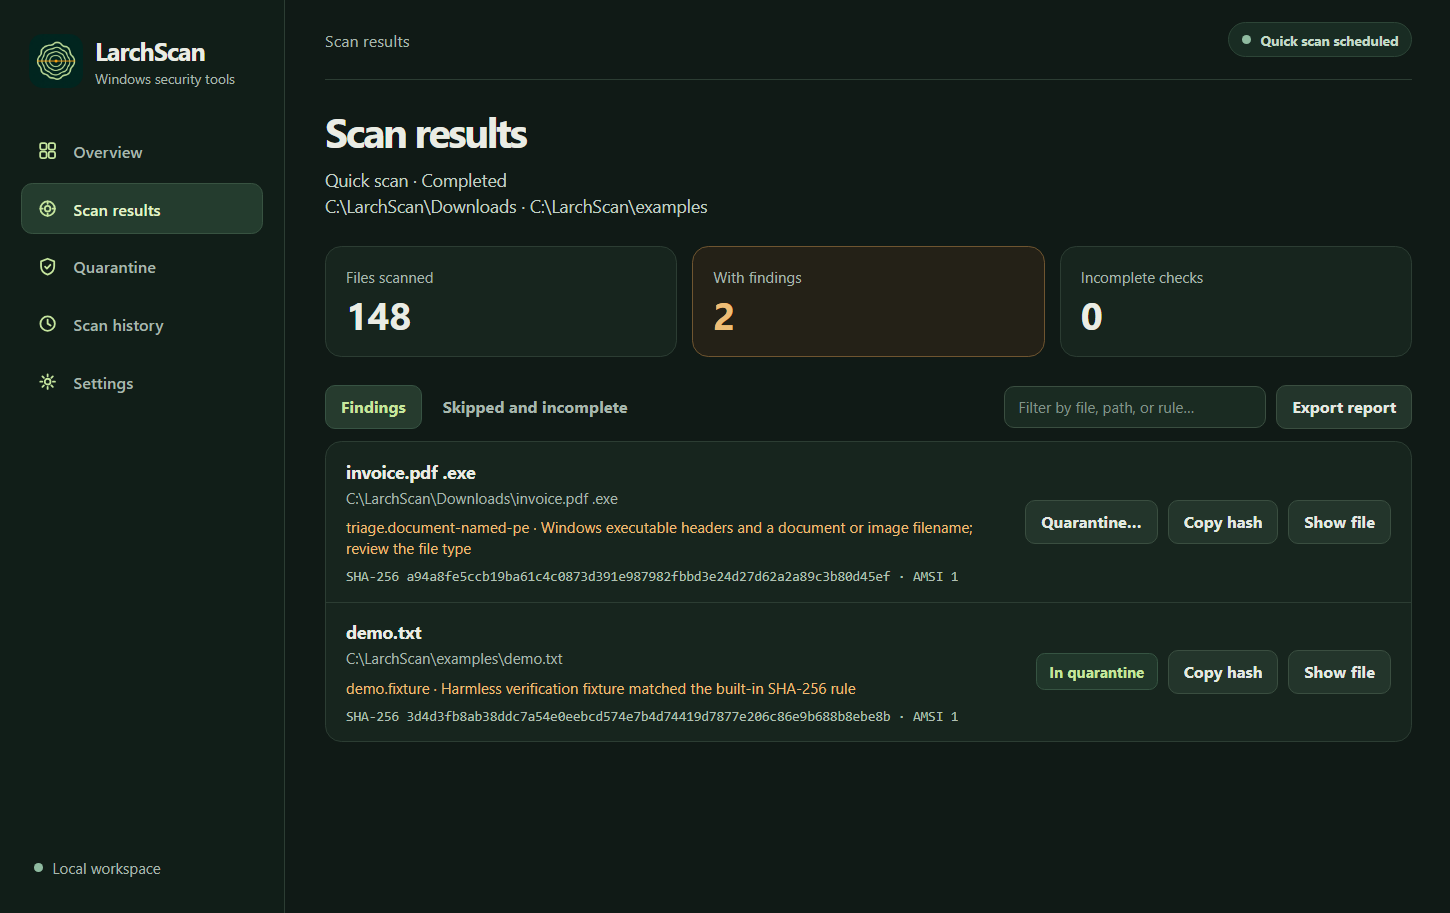 LarchScan
Windows security tools
Overview
Scan results
Quarantine
Scan history
Settings
Local workspace
Scan results
Quick scan scheduled
Scan results
Quick scan · Completed
C:\LarchScan\Downloads · C:\LarchScan\examples
Files scanned
148
With findings
2
Incomplete checks
0
Findings
Skipped and incomplete
Filter by file, path, or rule...
Export report
invoice.pdf .exe
C:\LarchScan\Downloads\invoice.pdf .exe
triage.document-named-pe · Windows executable headers and a document or image filename;
review the file type
SHA-256 a94a8fe5ccb19ba61c4c0873d391e987982fbbd3e24d27d62a2a89c3b80d45ef · AMSI 1
Quarantine...
Copy hash
Show file
demo.txt
C:\LarchScan\examples\demo.txt
demo.fixture · Harmless verification fixture matched the built-in SHA-256 rule
SHA-256 3d4d3fb8ab38ddc7a54e0eebcd574e7b4d74419d7877e206c86e9b688b8ebe8b · AMSI 1
In quarantine
Copy hash
Show file